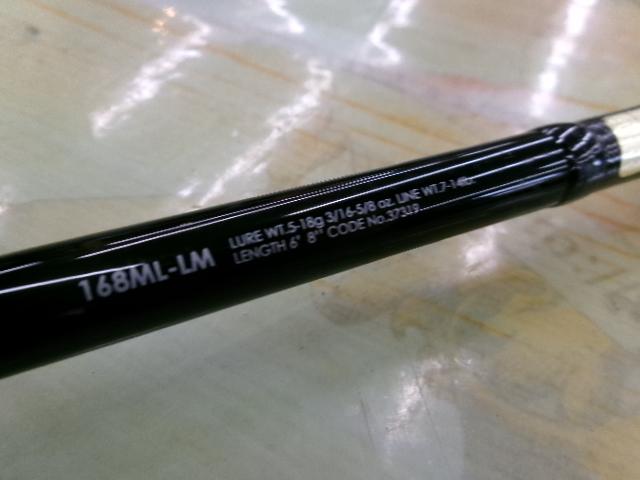 168ML-LM
LURE WT.5-18g 3/16-5/8 oz. LINE WT.7-14lb.
LENGTH 6' 8" CODE No.37319